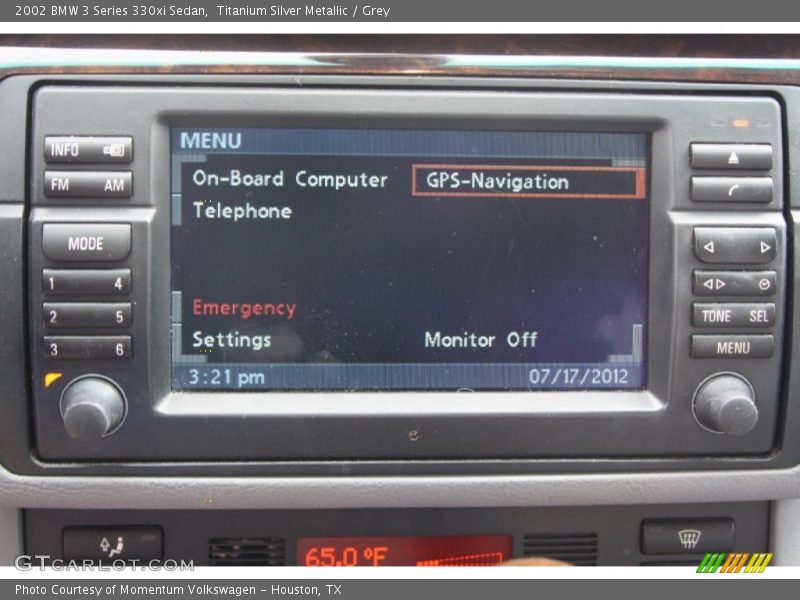 2002 BMW 3 Series 330xi Sedan,  Titanium Silver Metallic / Grey
MENU
INFO
FM AM
On-Board Computer GPS-Navigation
Telephone
MODE
1 4
2 5
3 6
TONE SEL
MENU
Emergency
Settings Monitor Off
3:21 pm 07/17/2012
65.0 °F
GTCARLOT.COM
Photo Courtesy of Momentum Volkswagen - Houston, TX